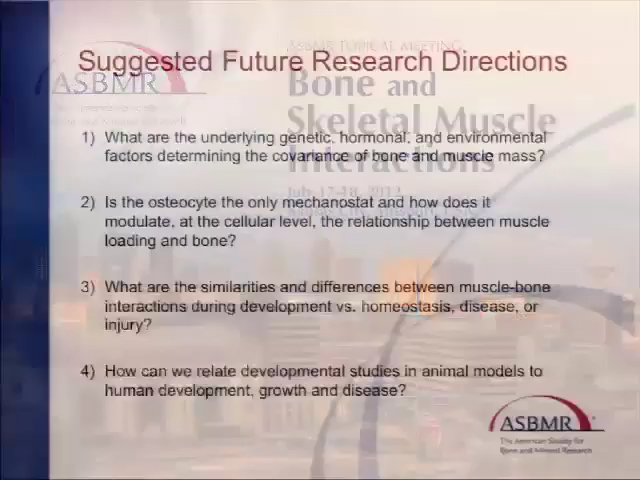 Suggested Future Research Directions
ASBMR TOPICAL MEETING
Bone and
Skeletal Muscle
Interactions
ASBMR
1) What are the underlying genetic, hormonal, and environmental
factors determining the covariance of bone and muscle mass?
2) Is the osteocyte the only mechanostat and how does it
modulate, at the cellular level, the relationship between muscle
loading and bone?
3) What are the similarities and differences between muscle-bone
interactions during development vs. homeostasis, disease, or
injury?
4) How can we relate developmental studies in animal models to
human development, growth and disease?
ASBMR
The American Society for
Bone and Mineral Research